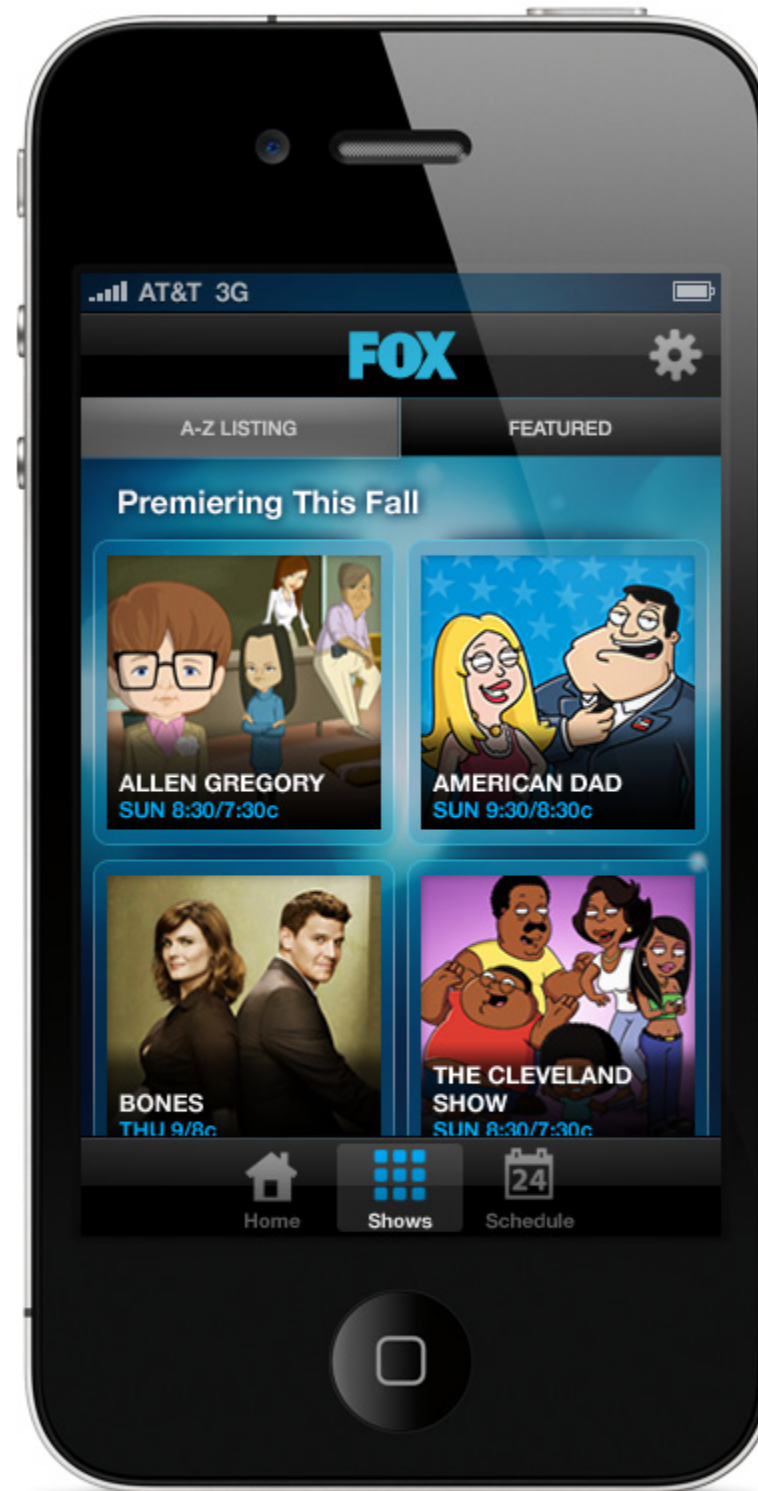 AT&T 3G
FOX
A-Z LISTING
FEATURED
Premiering This Fall
ALLEN GREGORY
SUN 8:30/7:30c
AMERICAN DAD
SUN 9:30/8:30c
BONES
THU 9/8c
THE CLEVELAND
SHOW
SUN 8:30/7:30c
24
Home
Shows
Schedule